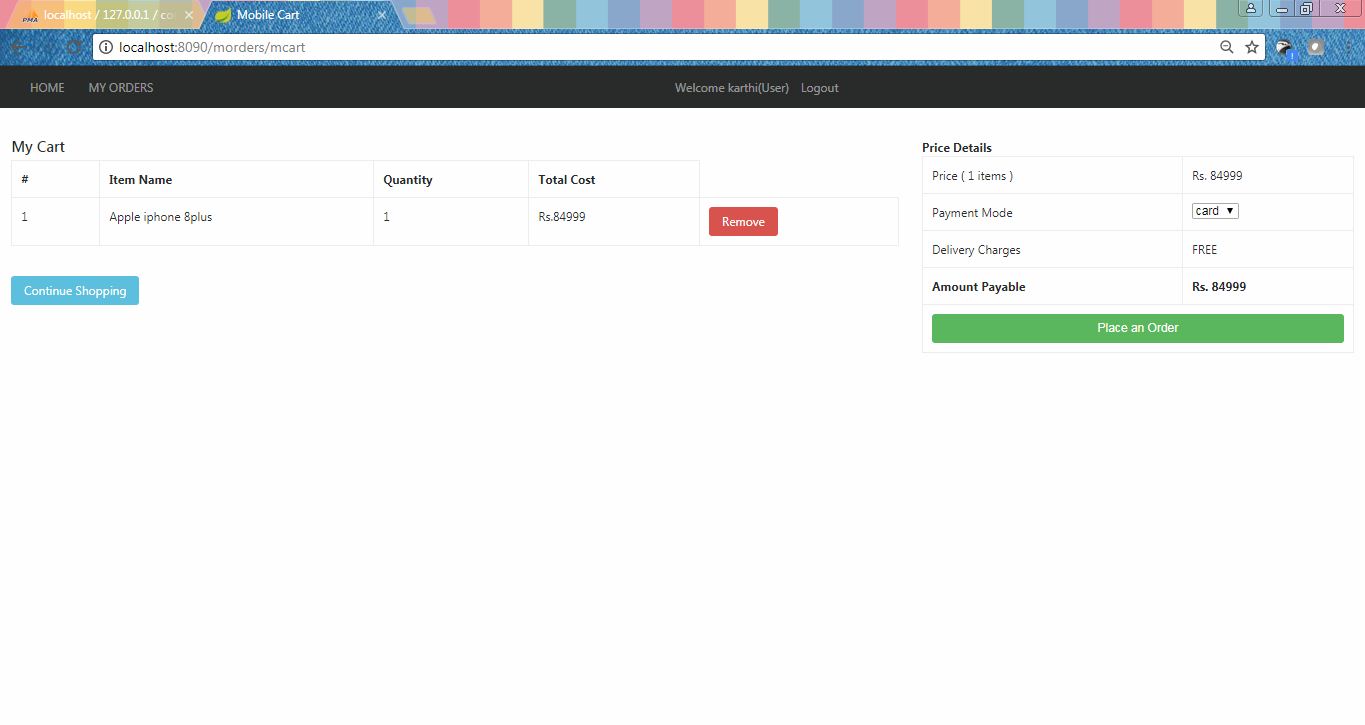 localhost / 127.0.0.1 / co
Mobile Cart
localhost:8090/morders/mcart
HOME MY ORDERS Welcome karthi(User) Logout
My Cart
# Item Name Quantity Total Cost
1 Apple iphone 8plus 1 Rs.84999 Remove
Continue Shopping
Price Details
Price ( 1 items ) Rs. 84999
Payment Mode card
Delivery Charges FREE
Amount Payable Rs. 84999
Place an Order